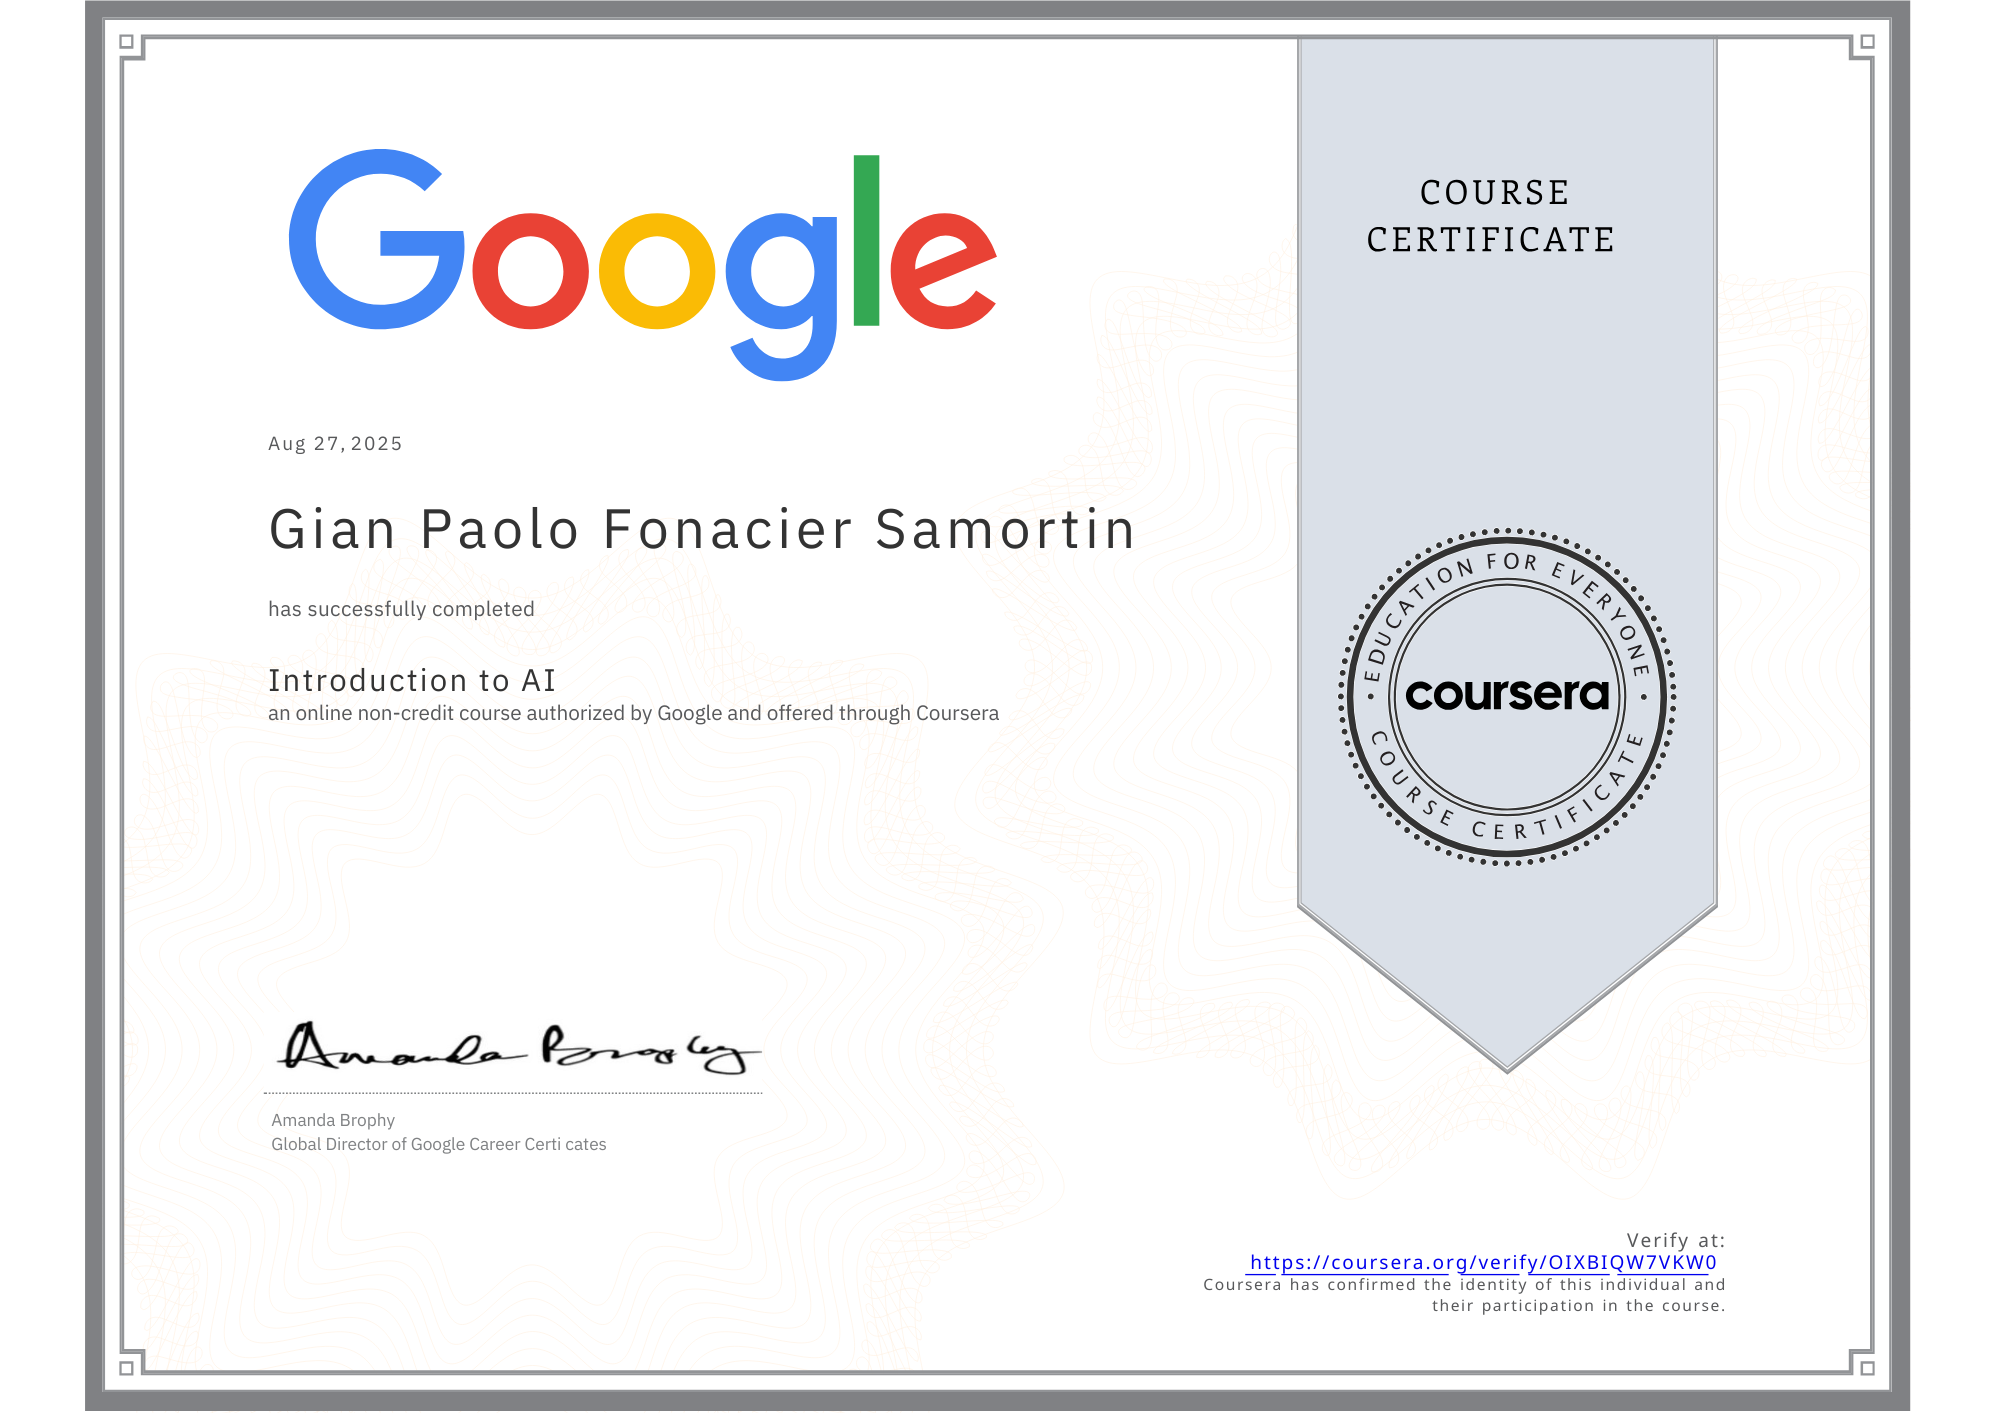 Google
COURSE
CERTIFICATE
Aug 27, 2025
Gian Paolo Fonacier Samortin
has successfully completed
Introduction to AI
an online non-credit course authorized by Google and offered through Coursera
EDUCATION FOR EVERYONE
coursera
COURSE CERTIFICATE
Amanda Brophy
Amanda Brophy
Global Director of Google Career Certi cates
Verify at:
https://coursera.org/verify/OIXBIQW7VKW0
Coursera has confirmed the identity of this individual and
their participation in the course.